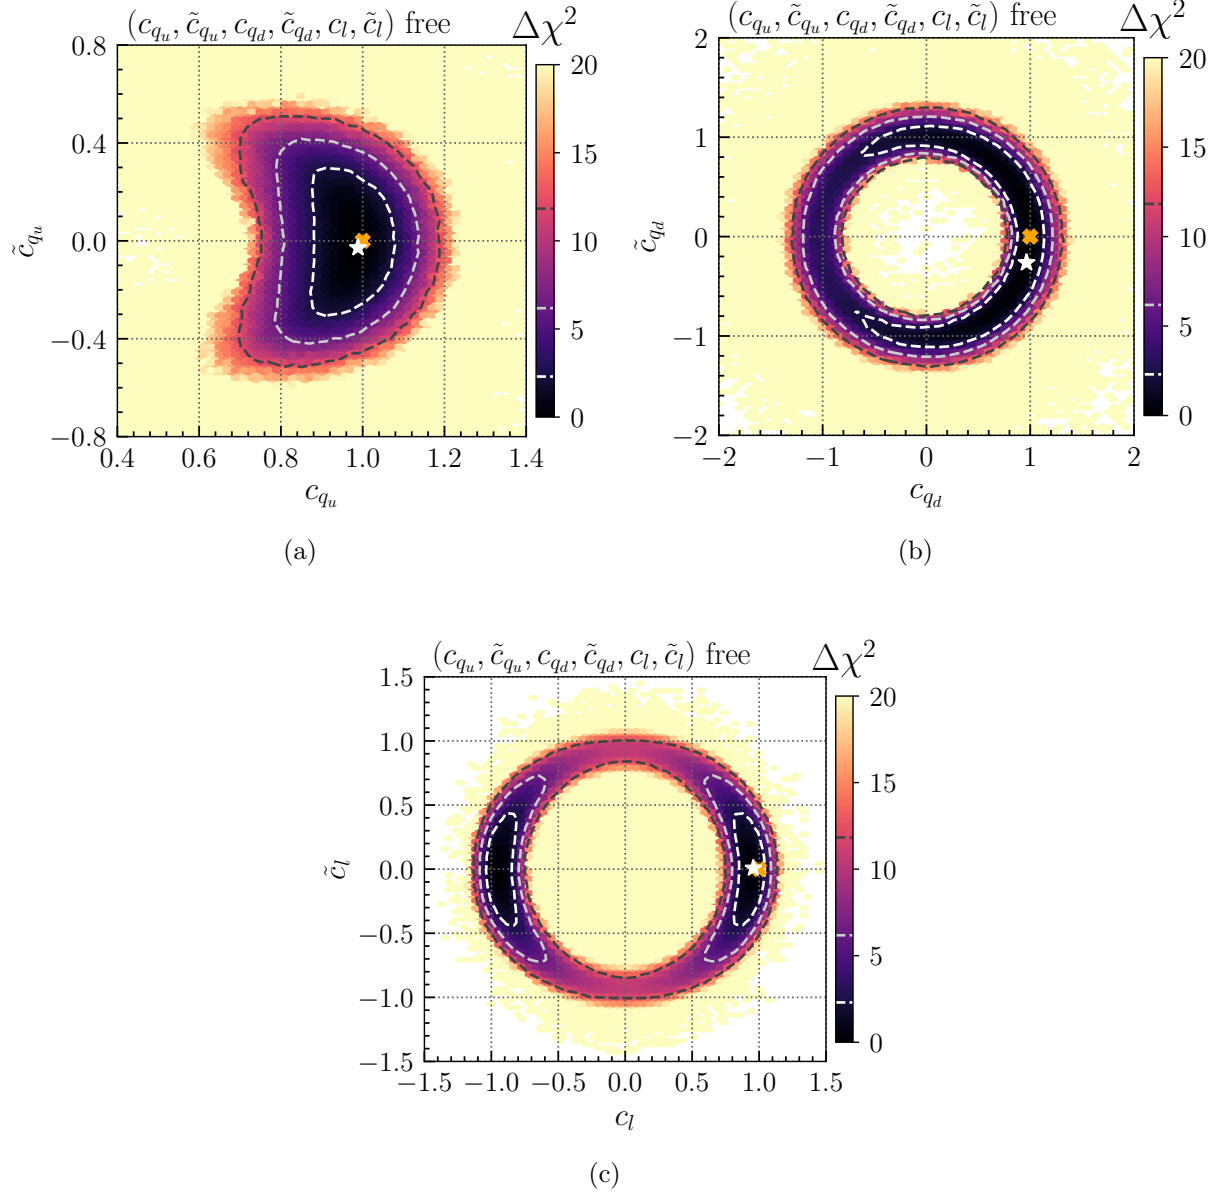 (c_{q_u}, c̃_{q_u}, c_{q_d}, c̃_{q_d}, c_l, c̃_l) free
Δχ²
0.8
0.4
0.0
−0.4
−0.8
c̃_{q_u}
0.4 0.6 0.8 1.0 1.2 1.4
c_{q_u}
20
15
10
5
0
(a)
(c_{q_u}, c̃_{q_u}, c_{q_d}, c̃_{q_d}, c_l, c̃_l) free
Δχ²
2
1
0
−1
−2
c̃_{q_d}
−2 −1 0 1 2
c_{q_d}
20
15
10
5
0
(b)
(c_{q_u}, c̃_{q_u}, c_{q_d}, c̃_{q_d}, c_l, c̃_l) free
Δχ²
1.5
1.0
0.5
0.0
−0.5
−1.0
−1.5
c̃_l
−1.5 −1.0 −0.5 0.0 0.5 1.0 1.5
c_l
20
15
10
5
0
(c)